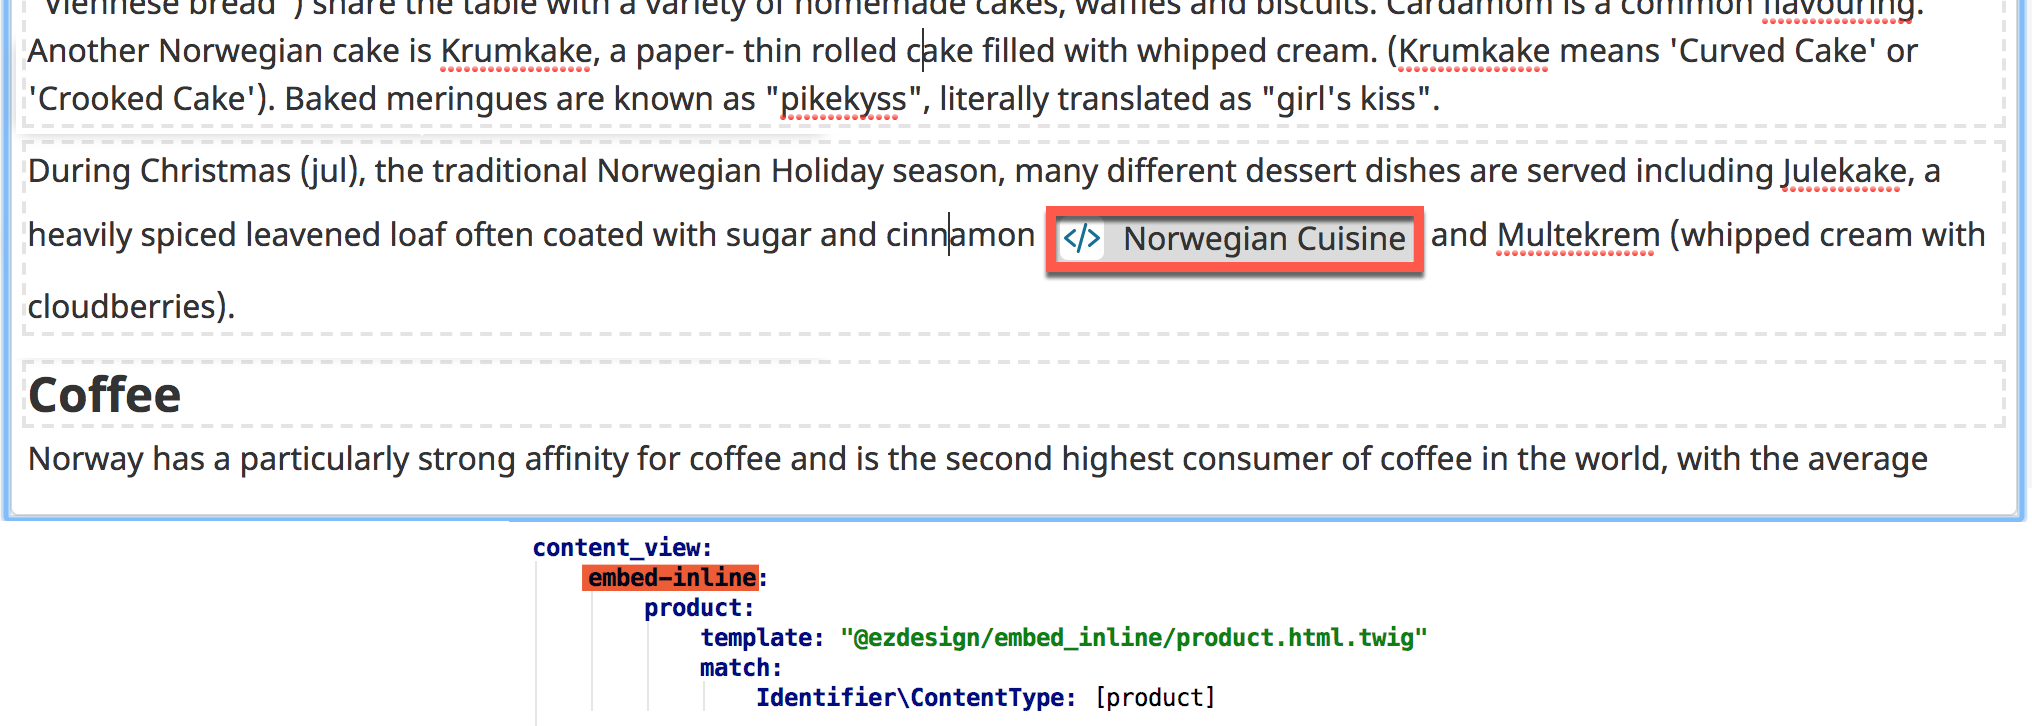 "Viennese bread") share the table with a variety of homemade cakes, waffles and biscuits. Cardamom is a common flavouring.
Another Norwegian cake is Krumkake, a paper- thin rolled cake filled with whipped cream. (Krumkake means 'Curved Cake' or
'Crooked Cake'). Baked meringues are known as "pikekyss", literally translated as "girl's kiss".
During Christmas (jul), the traditional Norwegian Holiday season, many different dessert dishes are served including Julekake, a
heavily spiced leavened loaf often coated with sugar and cinnamon </> Norwegian Cuisine and Multekrem (whipped cream with
cloudberries).
Coffee
Norway has a particularly strong affinity for coffee and is the second highest consumer of coffee in the world, with the average
content_view:
embed-inline:
product:
template: "@ezdesign/embed_inline/product.html.twig"
match:
Identifier\ContentType: [product]